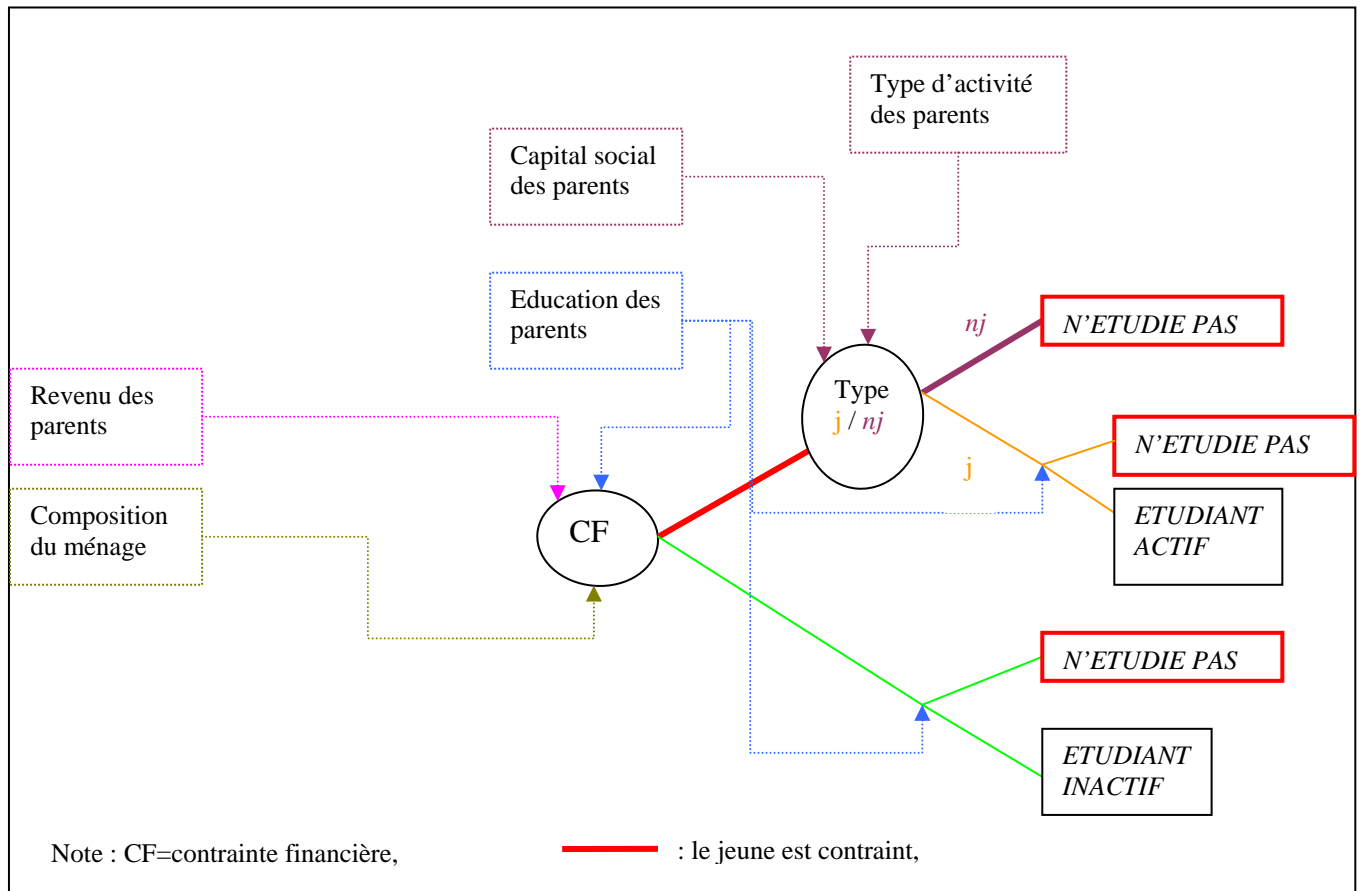 Type d’activité
des parents
Capital social
des parents
Education des
parents
nj
N’ETUDIE PAS
Revenu des
parents
Type
j / nj
N’ETUDIE PAS
j
Composition
du ménage
CF
ETUDIANT
ACTIF
N’ETUDIE PAS
ETUDIANT
INACTIF
Note : CF=contrainte financière, : le jeune est contraint,